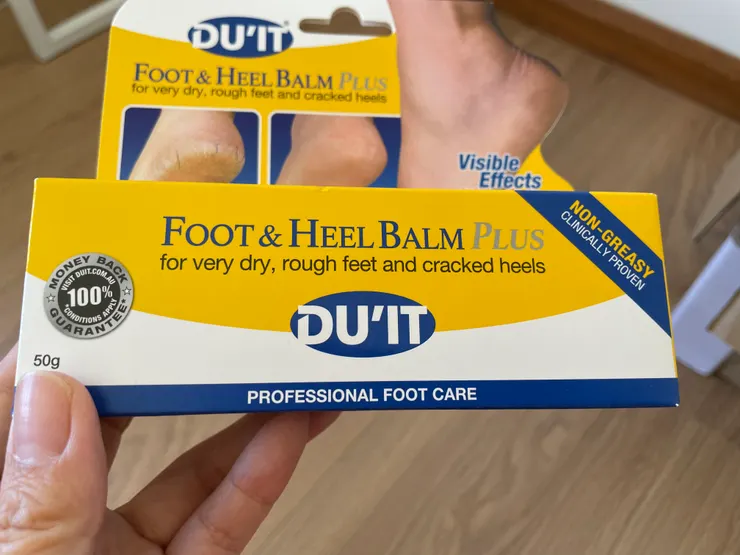 DU'IT
FOOT & HEEL BALM PLUS
for very dry, rough feet and cracked heels
Visible
Effects
FOOT & HEEL BALM PLUS
for very dry, rough feet and cracked heels
NON-GREASY
CLINICALLY PROVEN
MONEY BACK
VISIT DUIT.COM.AU
100%
*CONDITIONS APPLY
GUARANTEE
DU'IT
50g
PROFESSIONAL FOOT CARE